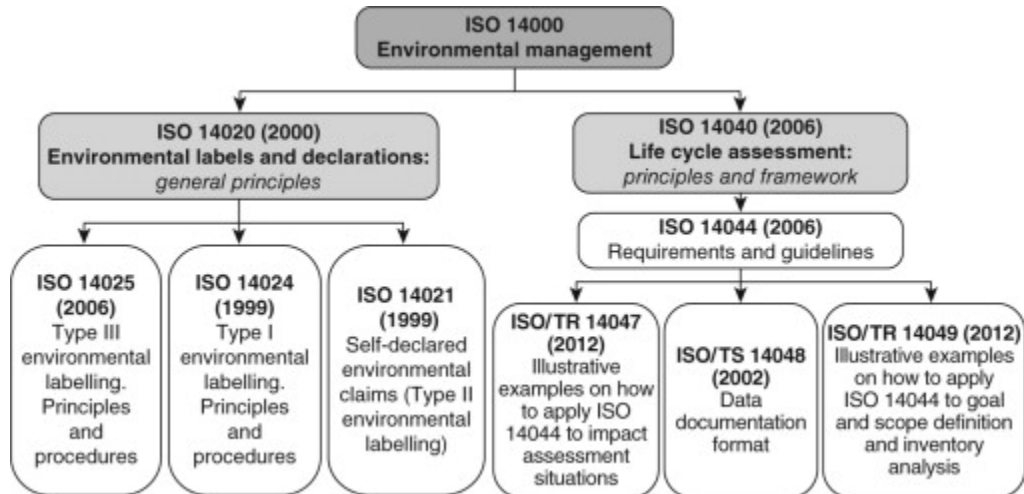 ISO 14000
Environmental management
ISO 14020 (2000)
Environmental labels and declarations:
general principles
ISO 14040 (2006)
Life cycle assessment:
principles and framework
ISO 14044 (2006)
Requirements and guidelines
ISO 14025
(2006)
Type III
environmental
labelling.
Principles
and
procedures
ISO 14024
(1999)
Type I
environmental
labelling.
Principles
and
procedures
ISO 14021
(1999)
Self-declared
environmental
claims (Type II
environmental
labelling)
ISO/TR 14047
(2012)
Illustrative
examples on how
to apply ISO
14044 to impact
assessment
situations
ISO/TS 14048
(2002)
Data
documentation
format
ISO/TR 14049 (2012)
Illustrative examples
on how to apply
ISO 14044 to goal
and scope definition
and inventory
analysis